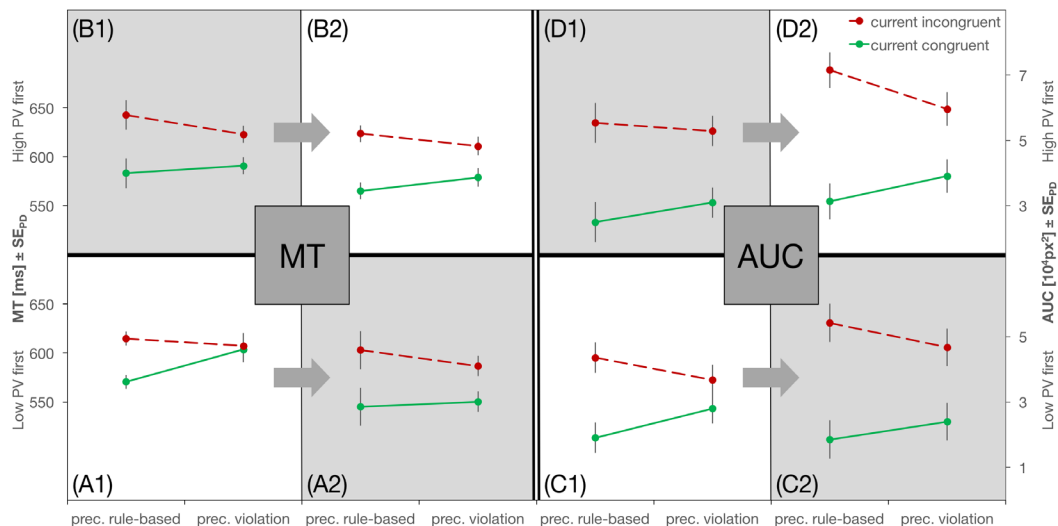 (B1)
(B2)
(D1)
(D2)
current incongruent
current congruent
High PV first
650
600
550
7
5
3
High PV first
MT [ms] ± SE_PD
MT
AUC
AUC [10⁴px²] ± SE_PD
Low PV first
650
600
550
5
3
1
Low PV first
(A1)
(A2)
(C1)
(C2)
prec. rule-based prec. violation prec. rule-based prec. violation prec. rule-based prec. violation prec. rule-based prec. violation